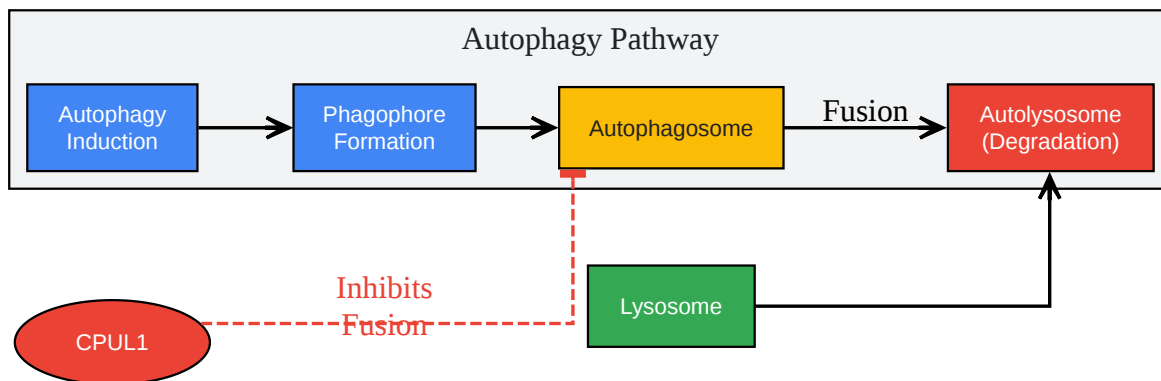 Autophagy Pathway
Autophagy
Induction
Phagophore
Formation
Autophagosome
Fusion
Autolysosome
(Degradation)
Inhibits
Fusion
CPUL1
Lysosome